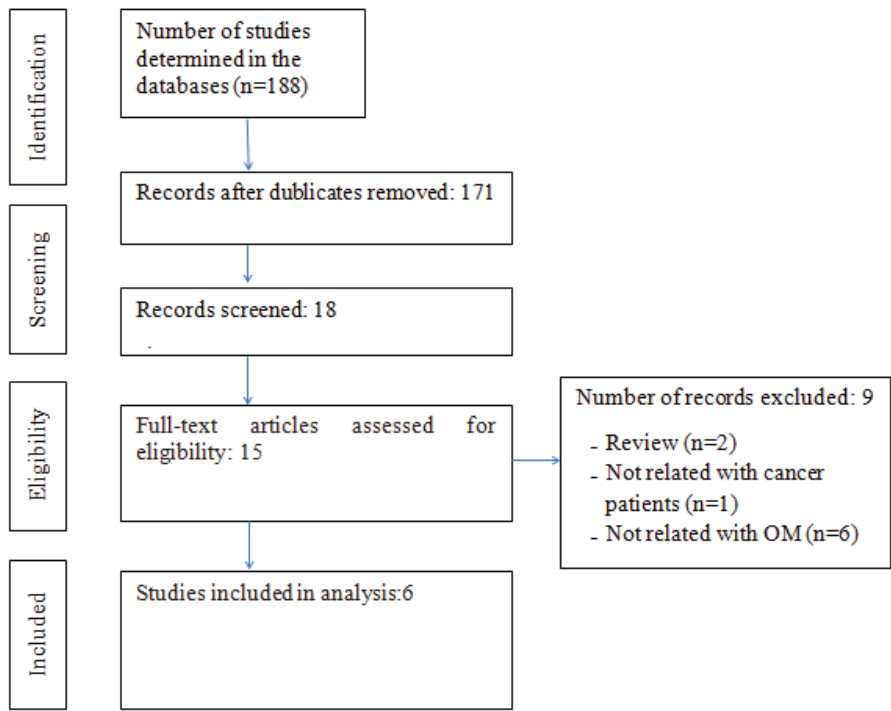 Identification
Number of studies
determined in the
databases (n=188)
Records after dublicates removed: 171
Screening
Records screened: 18
.
Eligibility
Full-text articles assessed for
eligibility: 15
Number of records excluded: 9
- Review (n=2)
- Not related with cancer
patients (n=1)
- Not related with OM (n=6)
Included
Studies included in analysis:6